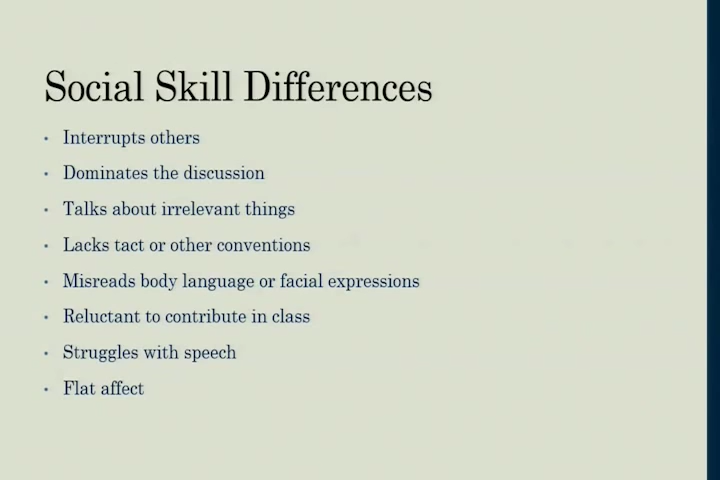 Social Skill Differences
• Interrupts others
• Dominates the discussion
• Talks about irrelevant things
• Lacks tact or other conventions
• Misreads body language or facial expressions
• Reluctant to contribute in class
• Struggles with speech
• Flat affect